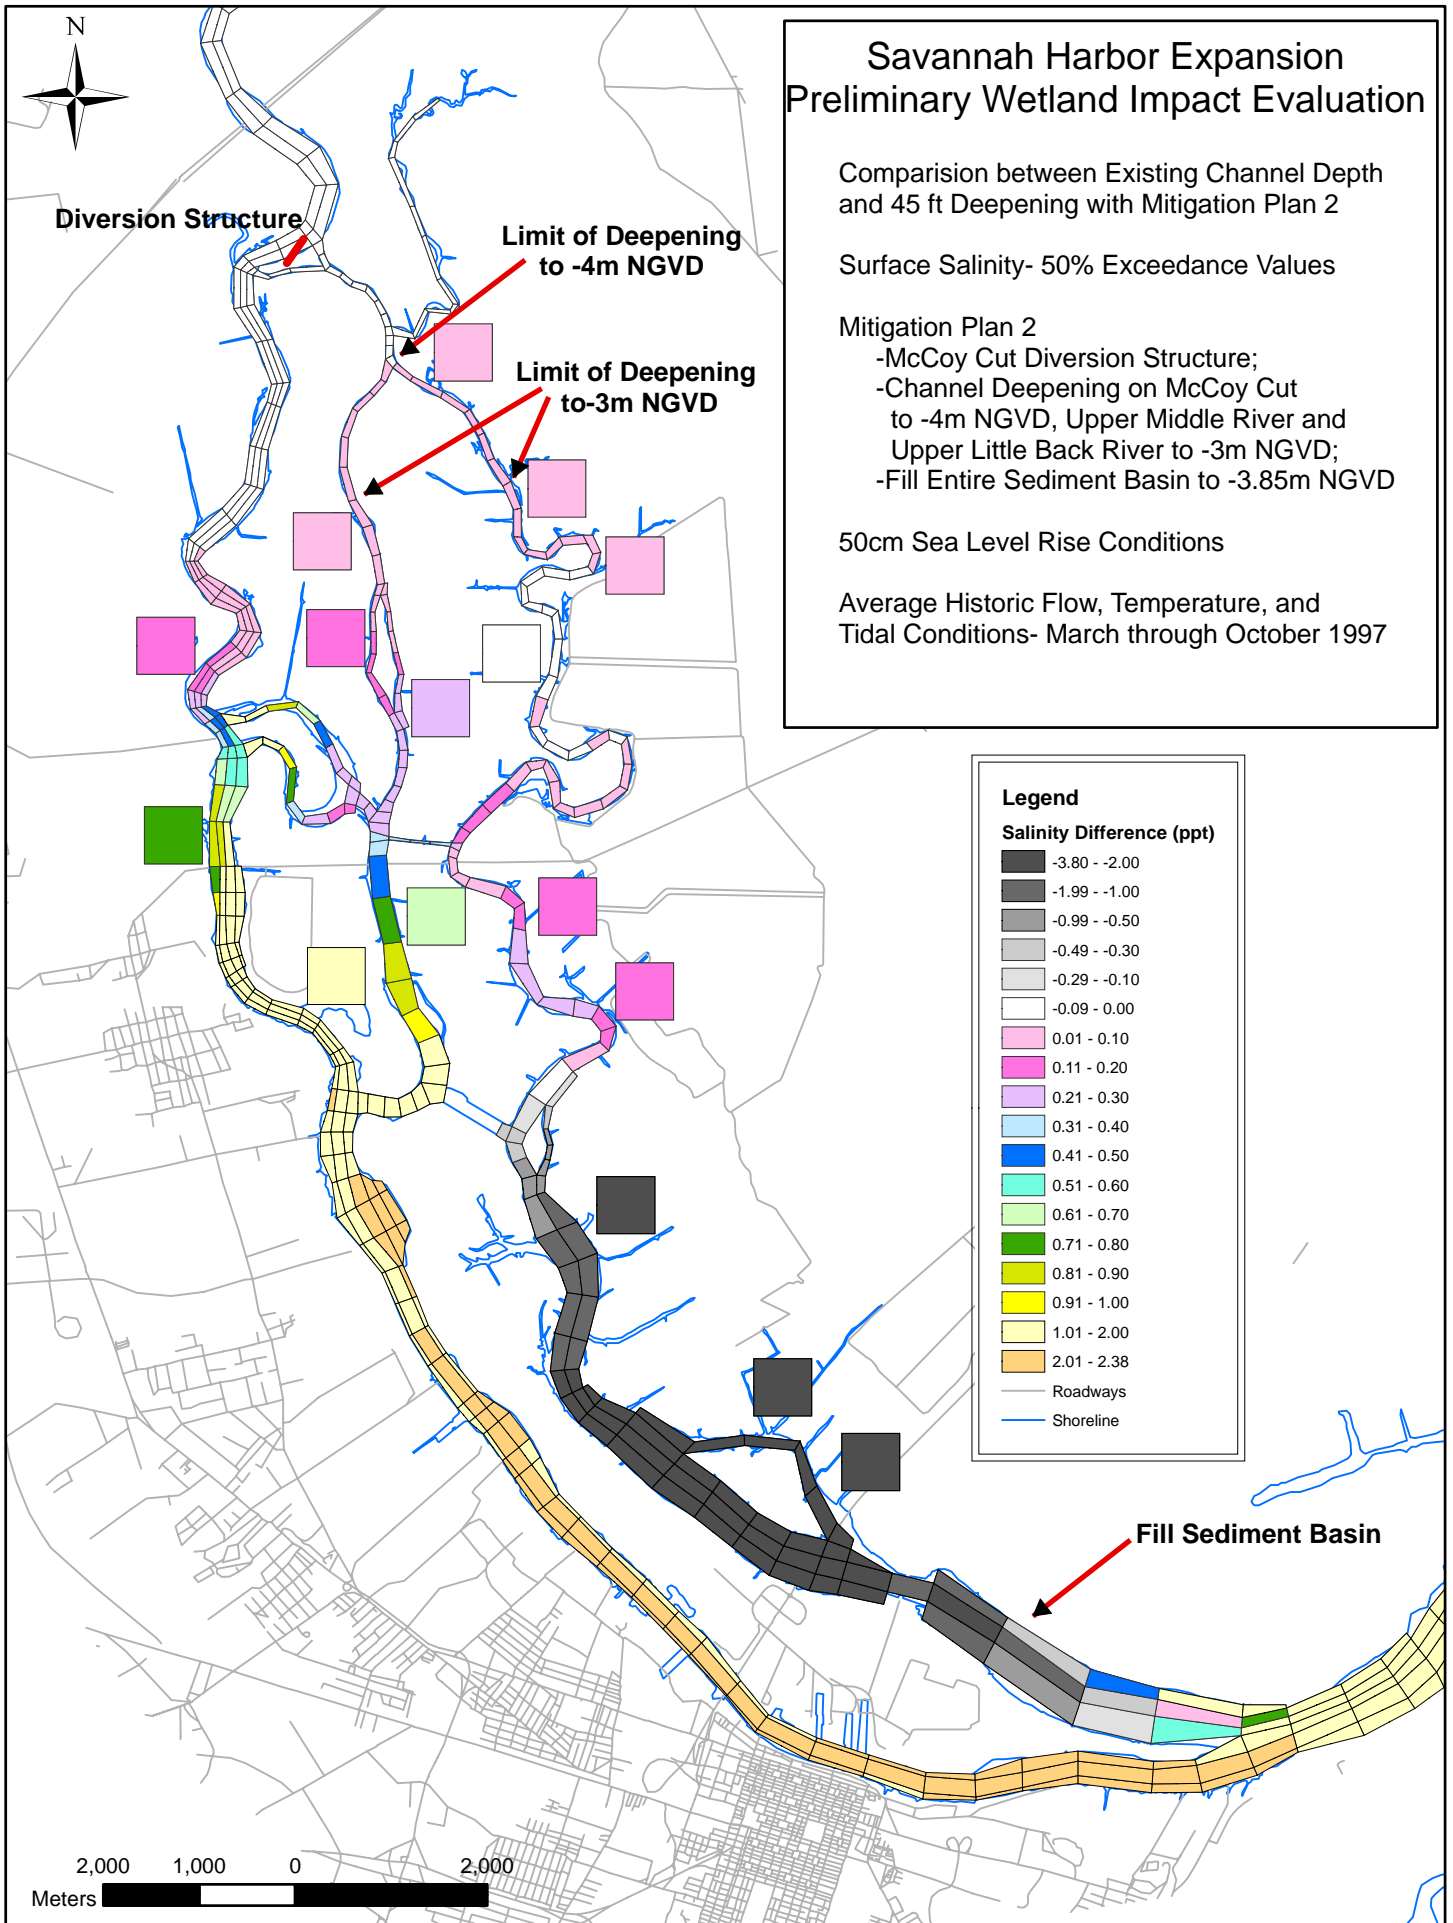 N
Savannah Harbor Expansion
Preliminary Wetland Impact Evaluation
Comparision between Existing Channel Depth
and 45 ft Deepening with Mitigation Plan 2
Surface Salinity- 50% Exceedance Values
Mitigation Plan 2
-McCoy Cut Diversion Structure;
-Channel Deepening on McCoy Cut
to -4m NGVD, Upper Middle River and
Upper Little Back River to -3m NGVD;
-Fill Entire Sediment Basin to -3.85m NGVD
50cm Sea Level Rise Conditions
Average Historic Flow, Temperature, and
Tidal Conditions- March through October 1997
Diversion Structure
Limit of Deepening
to -4m NGVD
Limit of Deepening
to-3m NGVD
Legend
Salinity Difference (ppt)
-3.80 - -2.00
-1.99 - -1.00
-0.99 - -0.50
-0.49 - -0.30
-0.29 - -0.10
-0.09 - 0.00
0.01 - 0.10
0.11 - 0.20
0.21 - 0.30
0.31 - 0.40
0.41 - 0.50
0.51 - 0.60
0.61 - 0.70
0.71 - 0.80
0.81 - 0.90
0.91 - 1.00
1.01 - 2.00
2.01 - 2.38
Roadways
Shoreline
Fill Sediment Basin
2,000 1,000 0 2,000
Meters